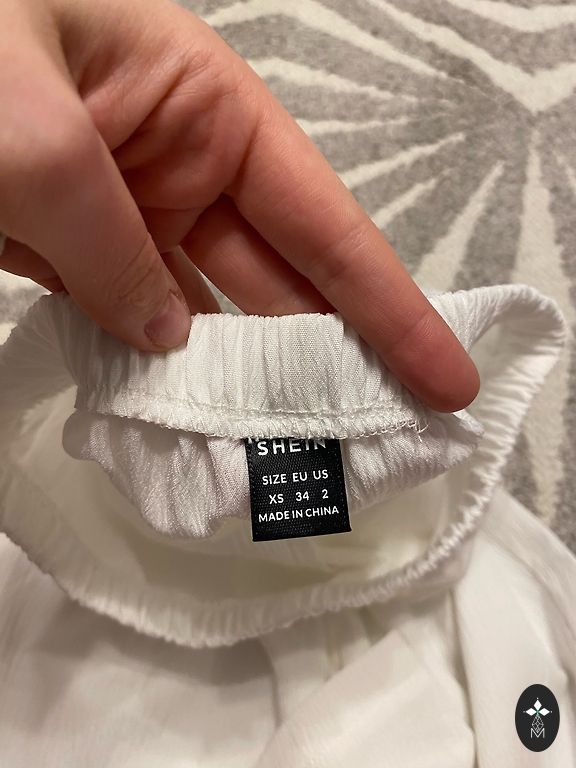 SHEIN
SIZE EU US
XS 34 2
MADE IN CHINA
M